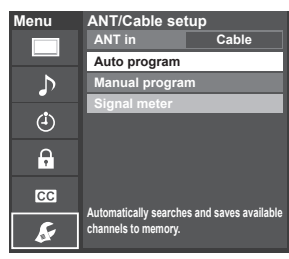 Menu
ANT/Cable setup
ANT in Cable
Auto program
Manual program
Signal meter
CC
Automatically searches and saves available
channels to memory.